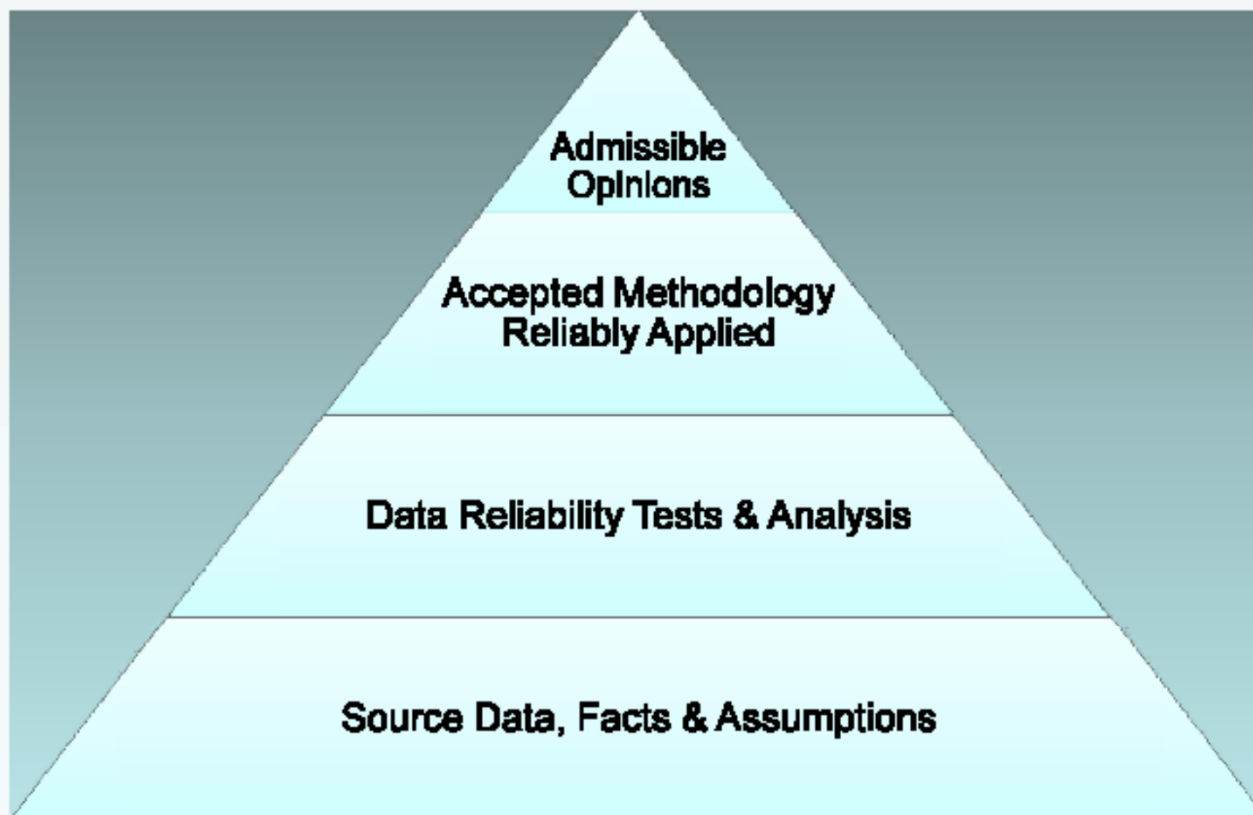 Admissible
Opinions
Accepted Methodology
Reliably Applied
Data Reliability Tests & Analysis
Source Data, Facts & Assumptions